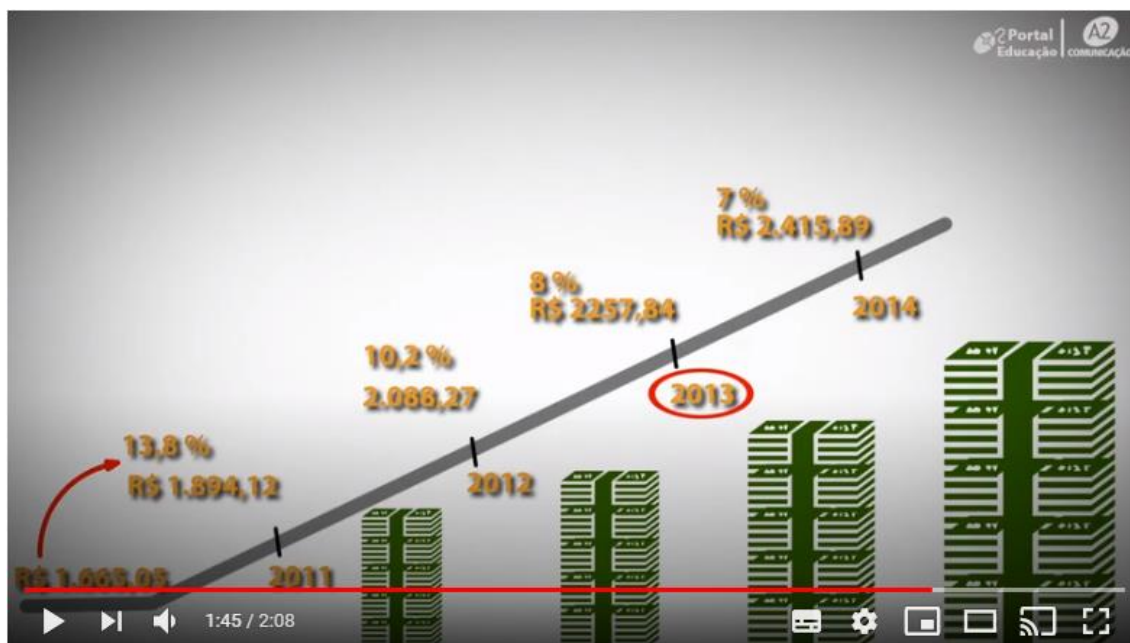 Portal
Educação
A2
COMUNICAÇÃO
7 %
R$ 2.415,89
2014
8 %
R$ 2257,84
2013
10,2 %
2.086,27
2012
13,8 %
R$ 1.894,12
2011
R$ 1.665,05
1:45 / 2:08